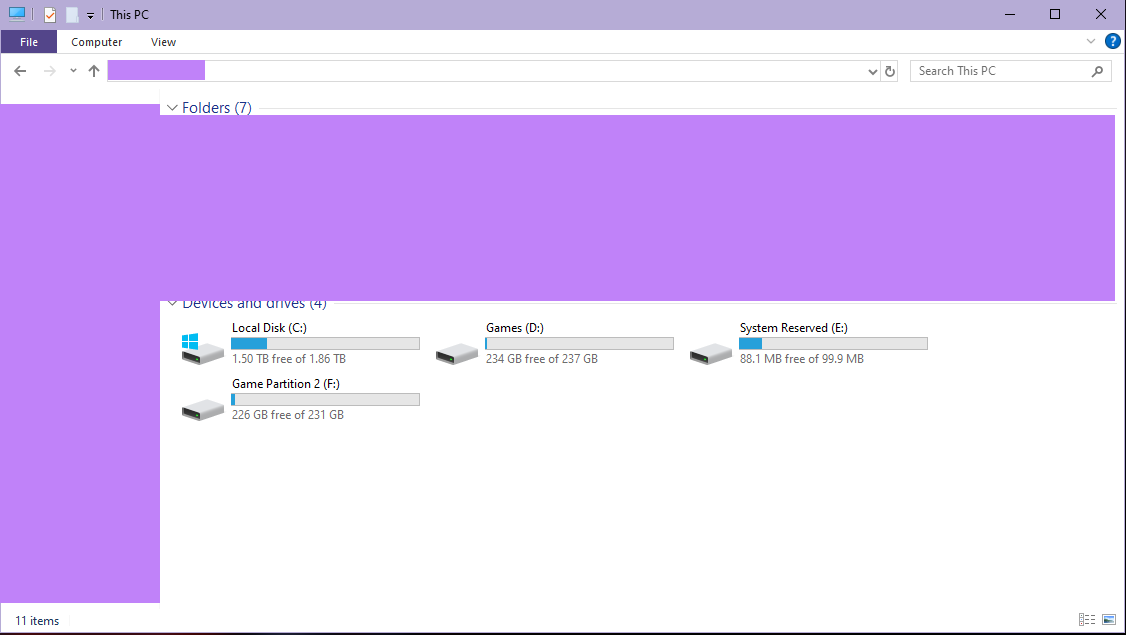 This PC
File Computer View
?
Search This PC
Folders (7)
Devices and drives (4)
Local Disk (C:) Games (D:) System Reserved (E:)
1.50 TB free of 1.86 TB 234 GB free of 237 GB 88.1 MB free of 99.9 MB
Game Partition 2 (F:)
226 GB free of 231 GB
11 items